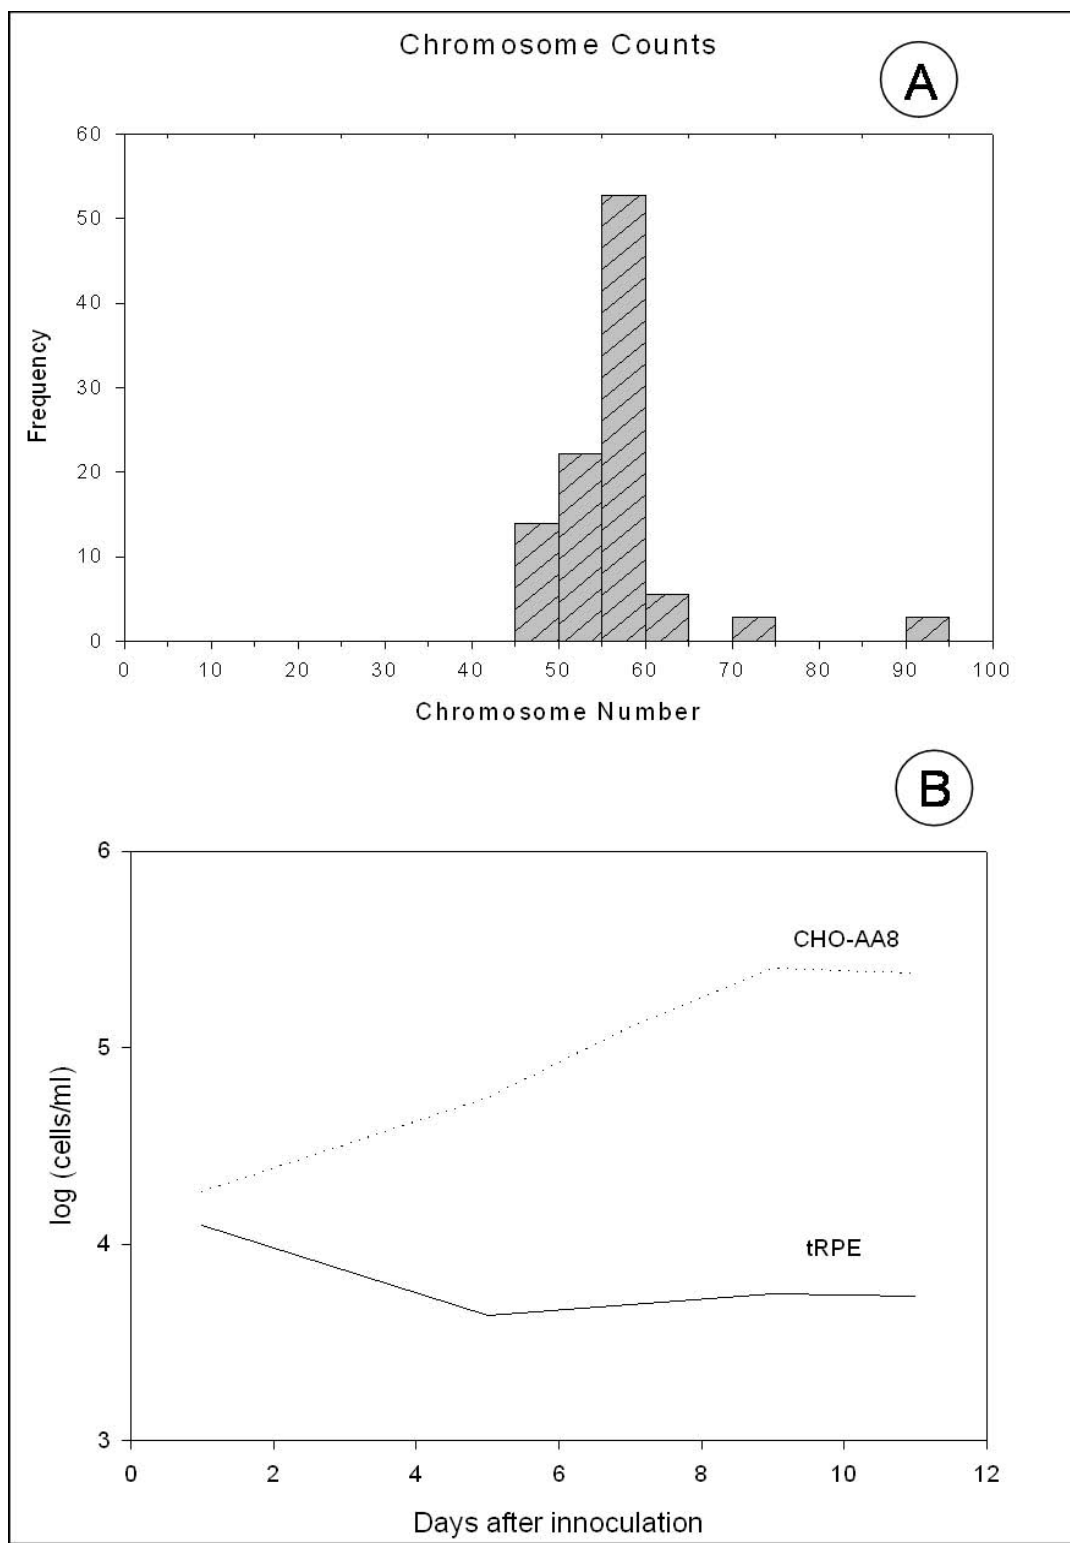 Chromosome Counts
A
60
50
40
30
20
10
0
Frequency
0 10 20 30 40 50 60 70 80 90 100
Chromosome Number
B
6
5
4
3
log (cells/ml)
CHO-AA8
tRPE
0 2 4 6 8 10 12
Days after innoculation